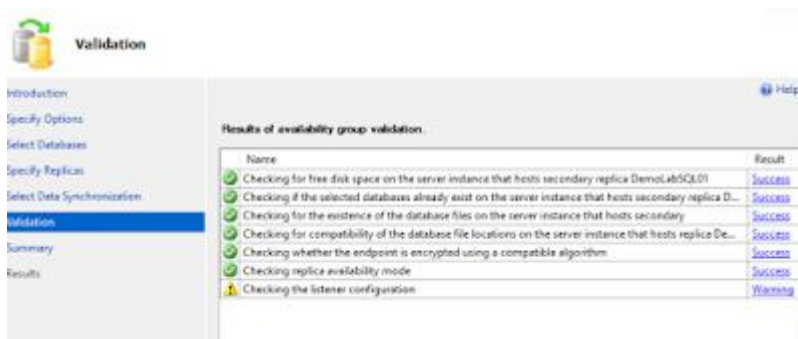 Validation
Introduction
Help
Specify Options
Results of availability group validation.
Select Databases
Name Result
Specify Replicas
Checking for free disk space on the server instance that hosts secondary replica DemoLabSQL01 Success
Select Data Synchronization
Checking if the selected databases already exist on the server instance that hosts secondary replica D... Success
Validation
Checking for the existence of the database files on the server instance that hosts secondary Success
Checking for compatibility of the database file locations on the server instance that hosts replica De... Success
Summary
Checking whether the endpoint is encrypted using a compatible algorithm Success
Results
Checking replica availability mode Success
Checking the listener configuration Warning